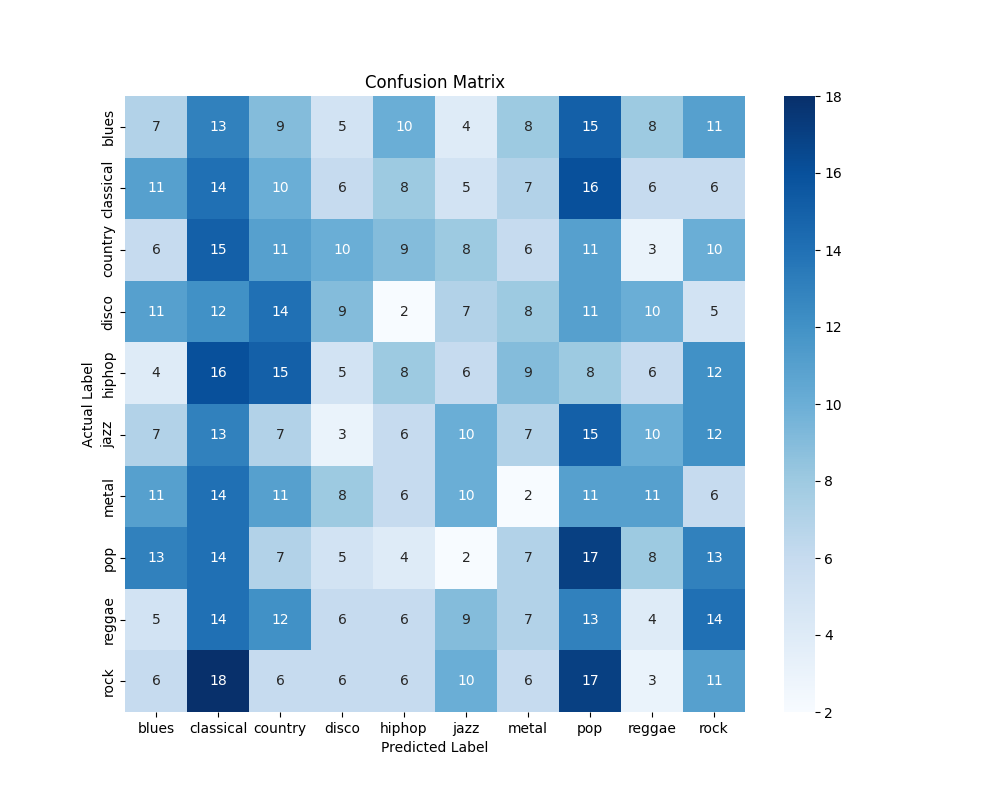 Confusion Matrix
Actual Label
blues 7 13 9 5 10 4 8 15 8 11
classical 11 14 10 6 8 5 7 16 6 6
country 6 15 11 10 9 8 6 11 3 10
disco 11 12 14 9 2 7 8 11 10 5
hiphop 4 16 15 5 8 6 9 8 6 12
jazz 7 13 7 3 6 10 7 15 10 12
metal 11 14 11 8 6 10 2 11 11 6
pop 13 14 7 5 4 2 7 17 8 13
reggae 5 14 12 6 6 9 7 13 4 14
rock 6 18 6 6 6 10 6 17 3 11
blues classical country disco hiphop jazz metal pop reggae rock
Predicted Label
18
16
14
12
10
8
6
4
2